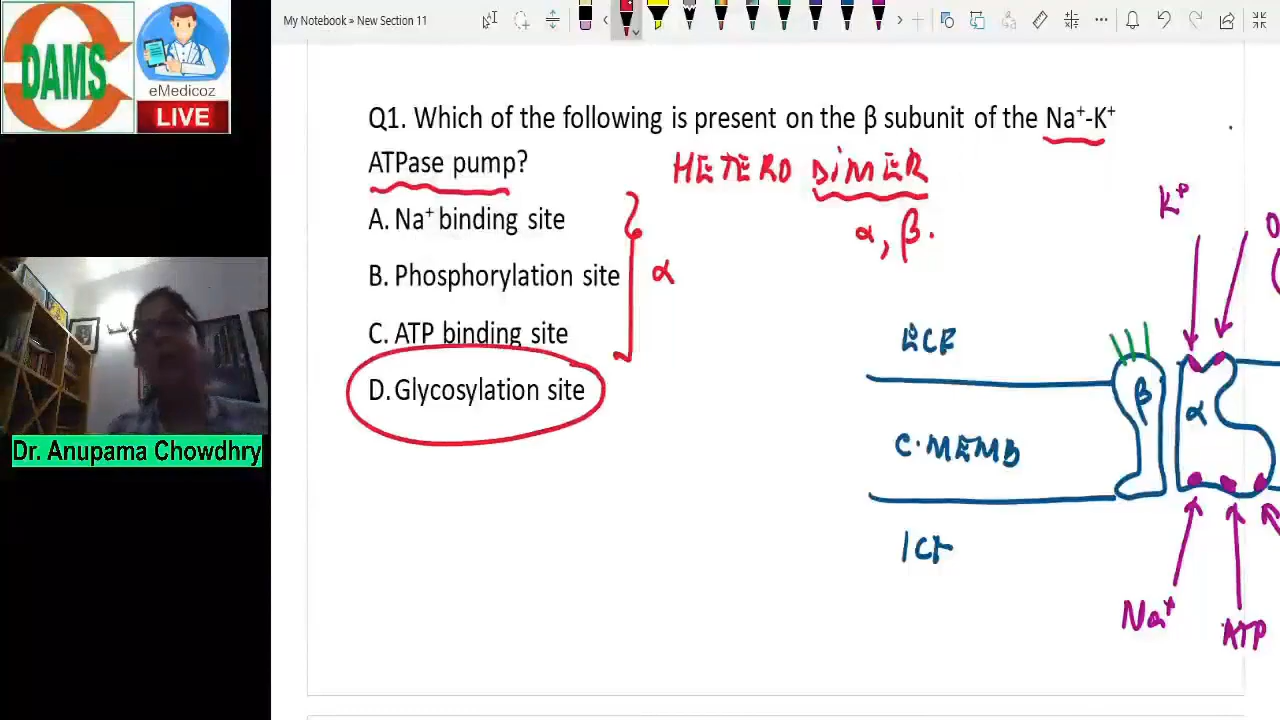 DAMS
eMedicoz
LIVE
My Notebook > New Section 11
Q1. Which of the following is present on the β subunit of the Na⁺-K⁺
ATPase pump?
HETERO DIMER
α, β.
A. Na⁺ binding site
B. Phosphorylation site
α
C. ATP binding site
D. Glycosylation site
Dr. Anupama Chowdhry
K⁺
ECF
β
α
C. MEMB
ICF
Na⁺
ATP